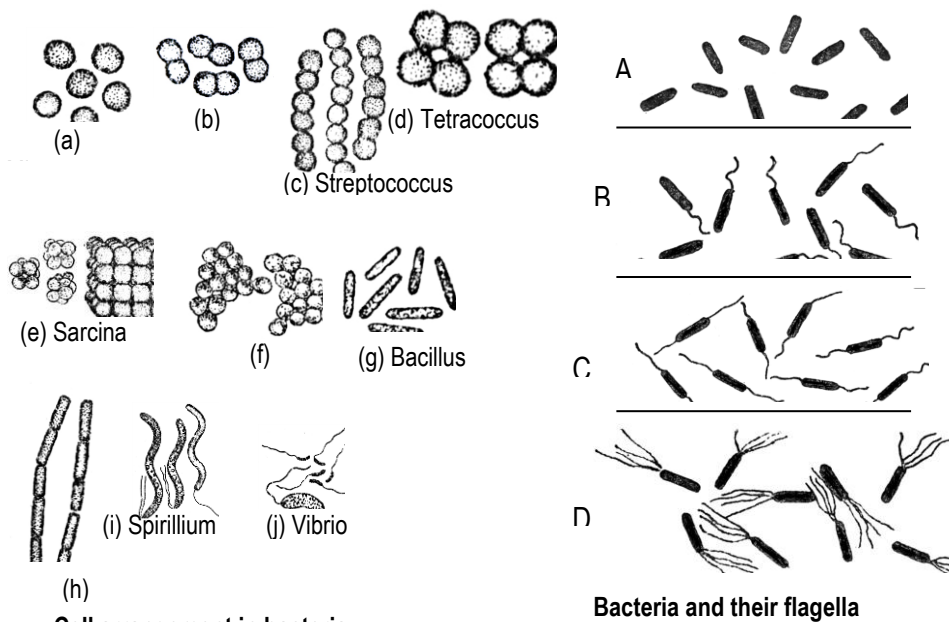 (a)
(b)
(c) Streptococcus
(d) Tetracoccus
(e) Sarcina
(f)
(g) Bacillus
(h)
(i) Spirillium
(j) Vibrio
A
B
C
D
Bacteria and their flagella